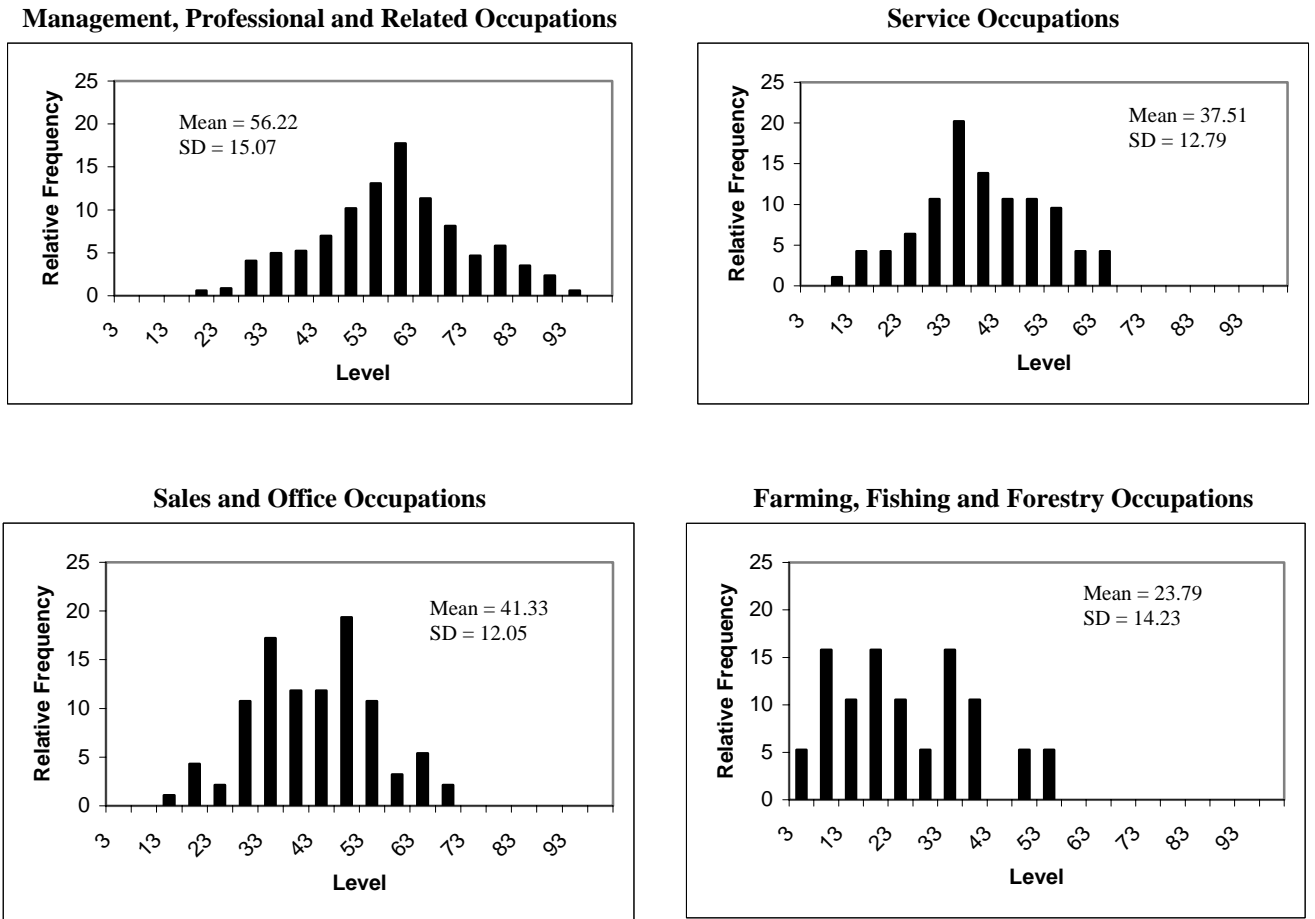 Management, Professional and Related Occupations
25
20
15
10
5
0
Relative Frequency
Mean = 56.22
SD = 15.07
3 13 23 33 43 53 63 73 83 93
Level
Service Occupations
25
20
15
10
5
0
Relative Frequency
Mean = 37.51
SD = 12.79
3 13 23 33 43 53 63 73 83 93
Level
Sales and Office Occupations
25
20
15
10
5
0
Relative Frequency
Mean = 41.33
SD = 12.05
3 13 23 33 43 53 63 73 83 93
Level
Farming, Fishing and Forestry Occupations
25
20
15
10
5
0
Relative Frequency
Mean = 23.79
SD = 14.23
3 13 23 33 43 53 63 73 83 93
Level